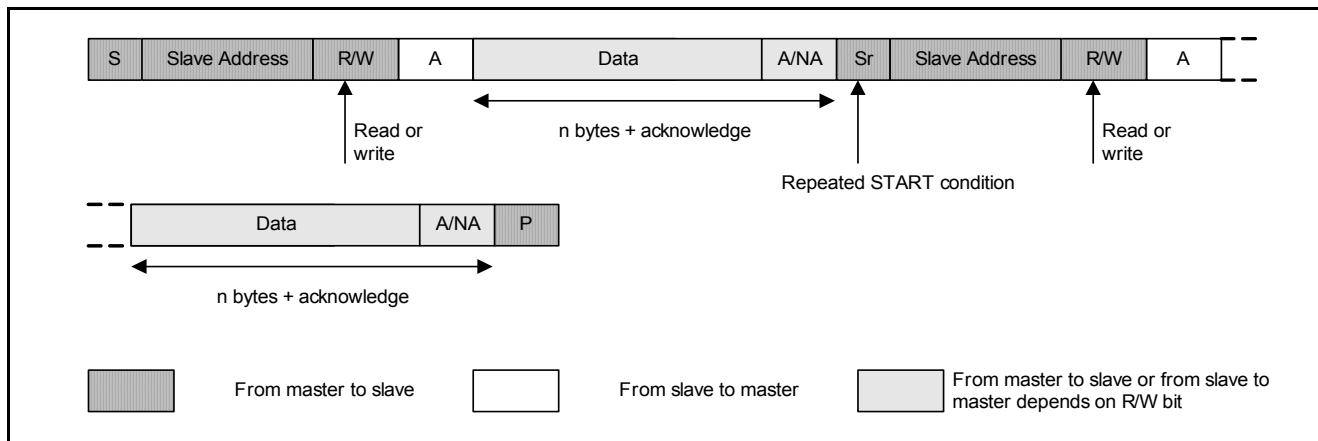 S Slave Address R/W A Data A/NA Sr Slave Address R/W A
n bytes + acknowledge
Read or
write
Read or
write
Repeated START condition
Data A/NA P
n bytes + acknowledge
From master to slave
From slave to master
From master to slave or from slave to
master depends on R/W bit